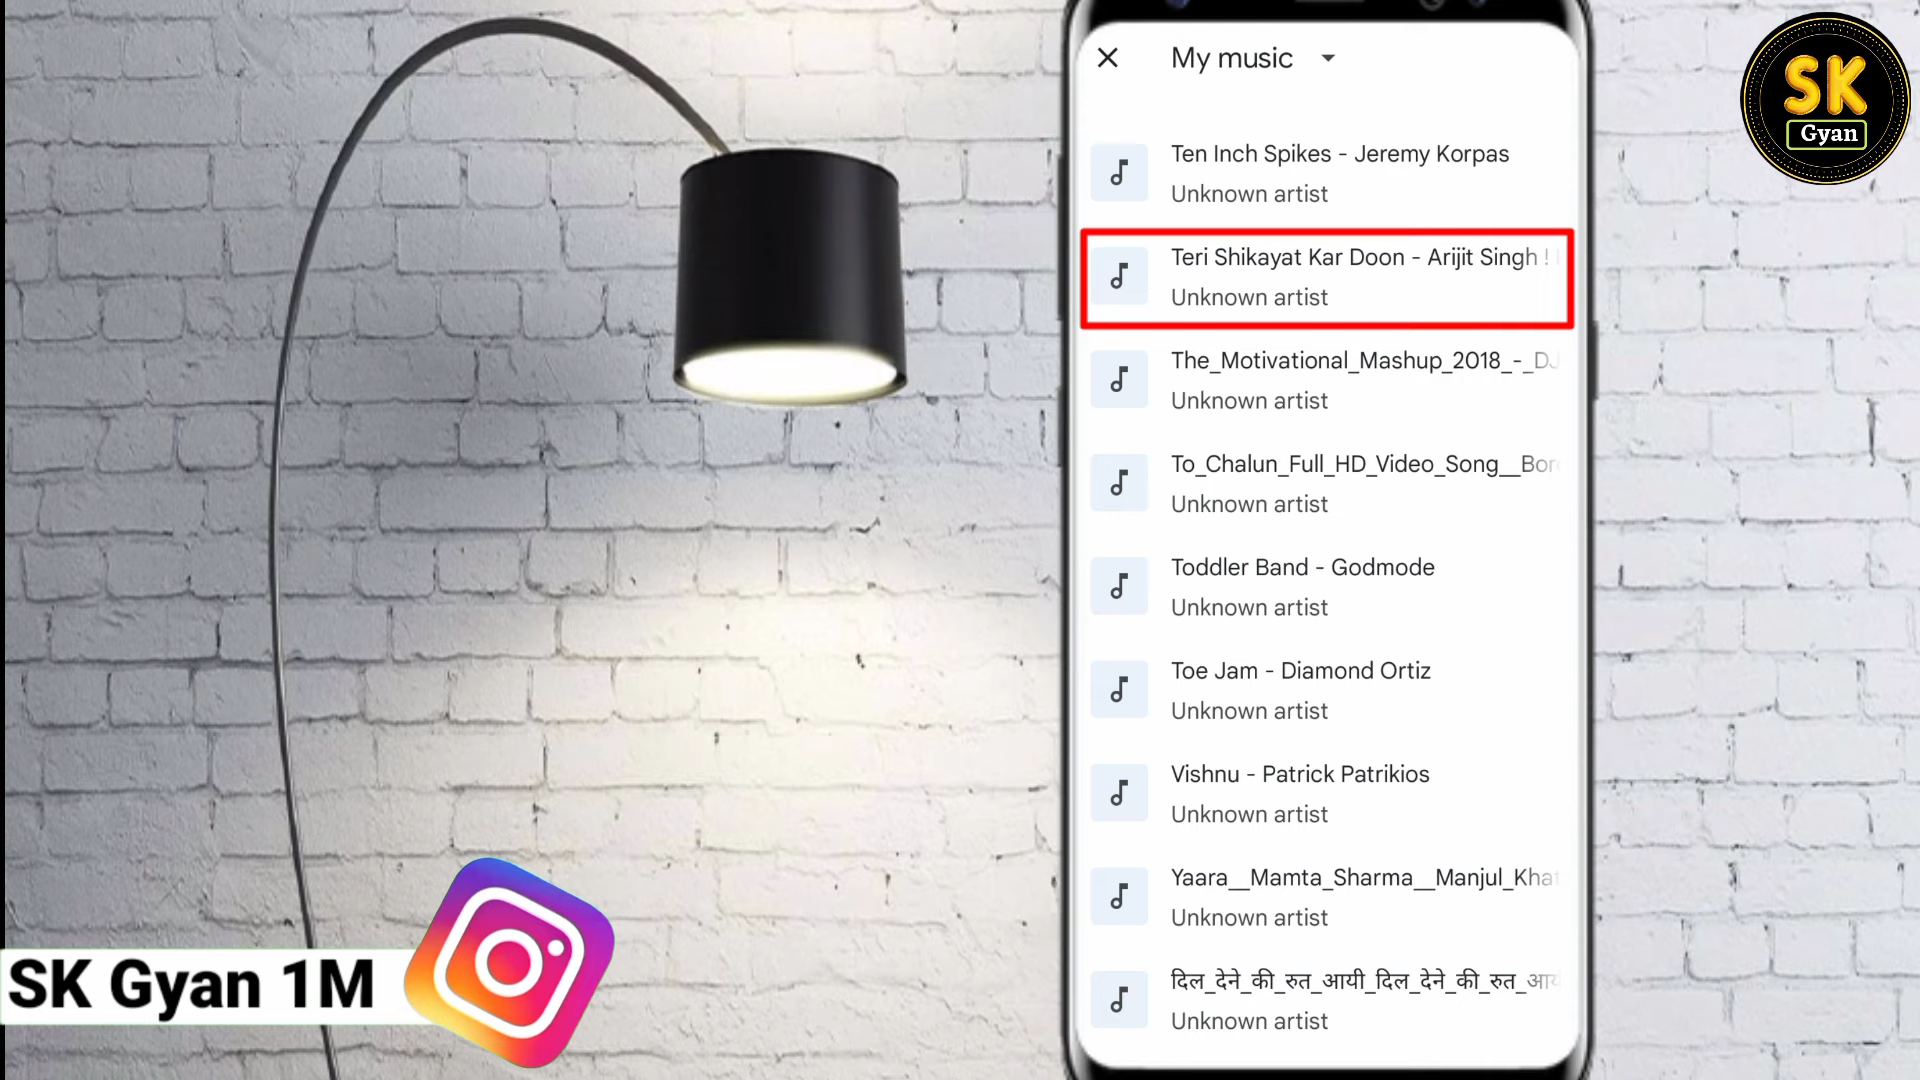 My music
SK
Gyan
Ten Inch Spikes - Jeremy Korpas
Unknown artist
Teri Shikayat Kar Doon - Arijit Singh !
Unknown artist
The_Motivational_Mashup_2018_-_DJ
Unknown artist
To_Chalun_Full_HD_Video_Song__Bor
Unknown artist
Toddler Band - Godmode
Unknown artist
Toe Jam - Diamond Ortiz
Unknown artist
Vishnu - Patrick Patrikios
Unknown artist
Yaara__Mamta_Sharma__Manjul_Kha
Unknown artist
दिल_देने_की_रुत_आयी_दिल_देने_की_रुत_आय
Unknown artist
SK Gyan 1M